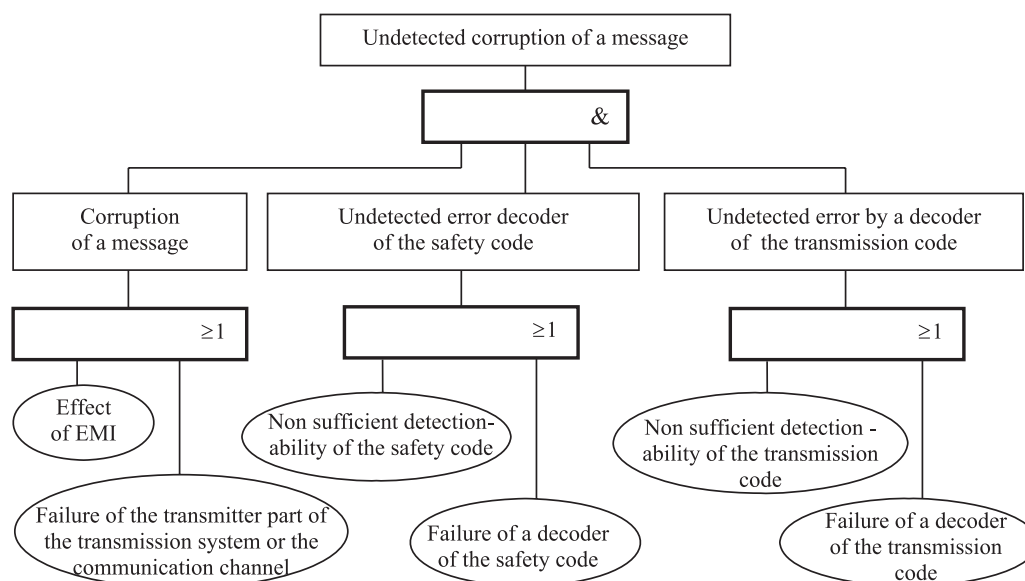 Undetected corruption of a message
&
Corruption
of a message
Undetected error decoder
of the safety code
Undetected error by a decoder
of the transmission code
≥1
≥1
≥1
Effect
of EMI
Non sufficient detection-
ability of the safety code
Non sufficient detection -
ability of the transmission
code
Failure of the transmitter part of
the transmission system or the
communication channel
Failure of a decoder
of the safety code
Failure of a decoder
of the transmission
code